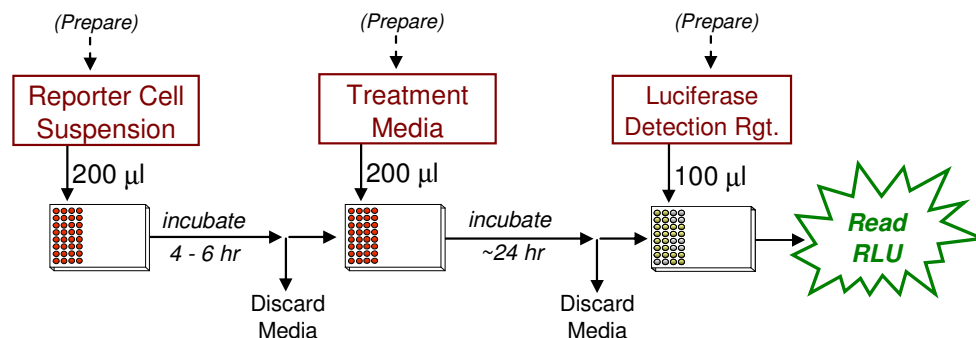 (Prepare)
(Prepare)
(Prepare)
Reporter Cell
Suspension
Treatment
Media
Luciferase
Detection Rgt.
200 μl
200 μl
100 μl
incubate
4 - 6 hr
incubate
~24 hr
Read
RLU
Discard
Media
Discard
Media